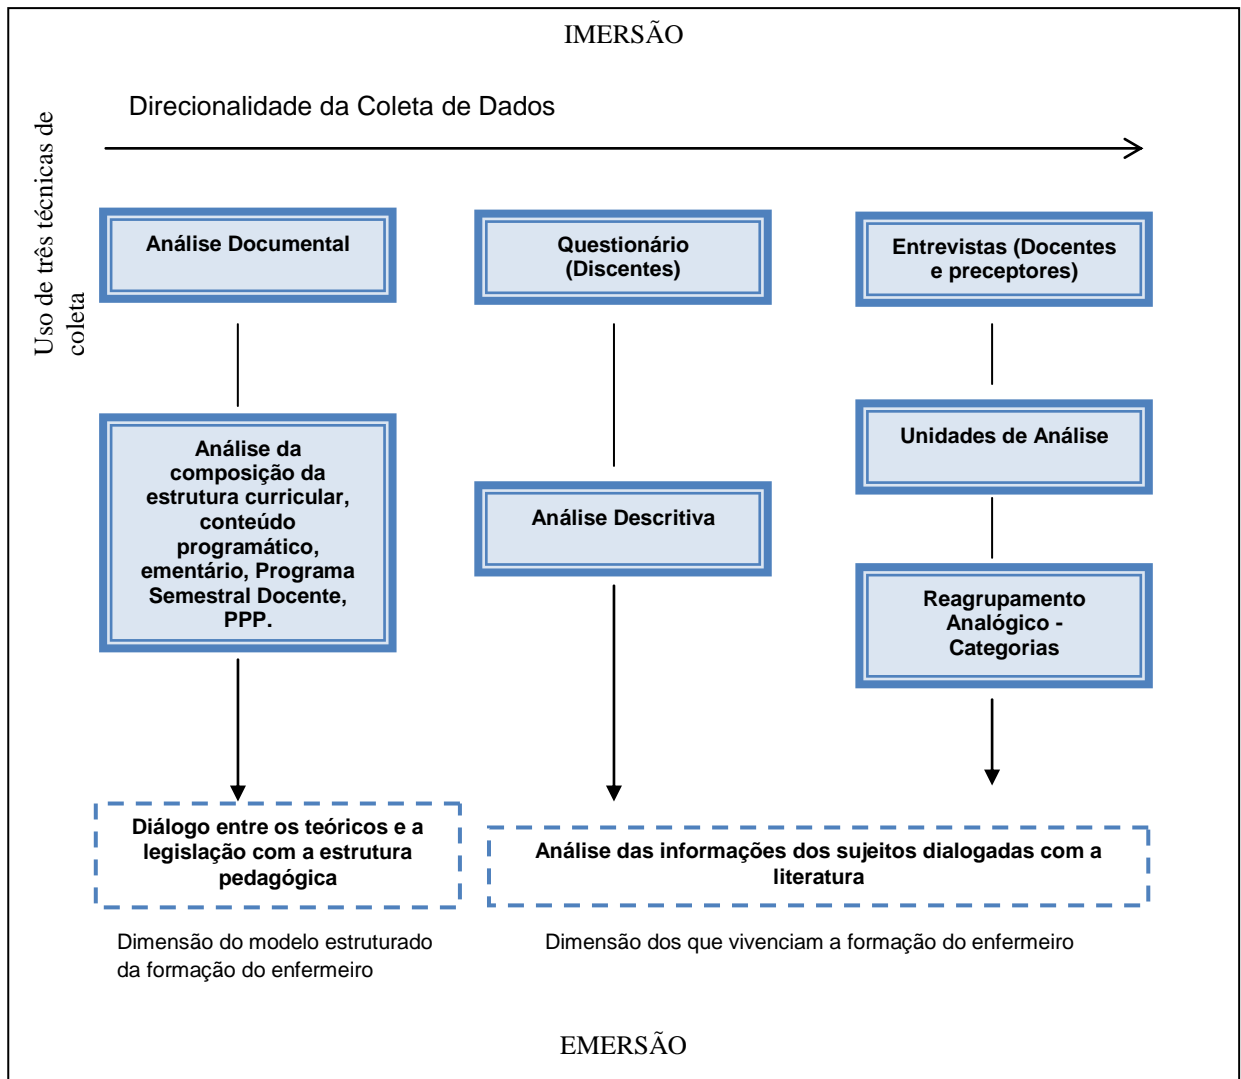 IMERSÃO
Direcionalidade da Coleta de Dados
Uso de três técnicas de
coleta
Análise Documental
Questionário
(Discentes)
Entrevistas (Docentes
e preceptores)
Análise da
composição da
estrutura curricular,
conteúdo
programático,
ementário, Programa
Semestral Docente,
PPP.
Análise Descritiva
Unidades de Análise
Reagrupamento
Analógico -
Categorias
Diálogo entre os teóricos e a
legislação com a estrutura
pedagógica
Análise das informações dos sujeitos dialogadas com a
literatura
Dimensão do modelo estruturado
da formação do enfermeiro
Dimensão dos que vivenciam a formação do enfermeiro
EMERSÃO